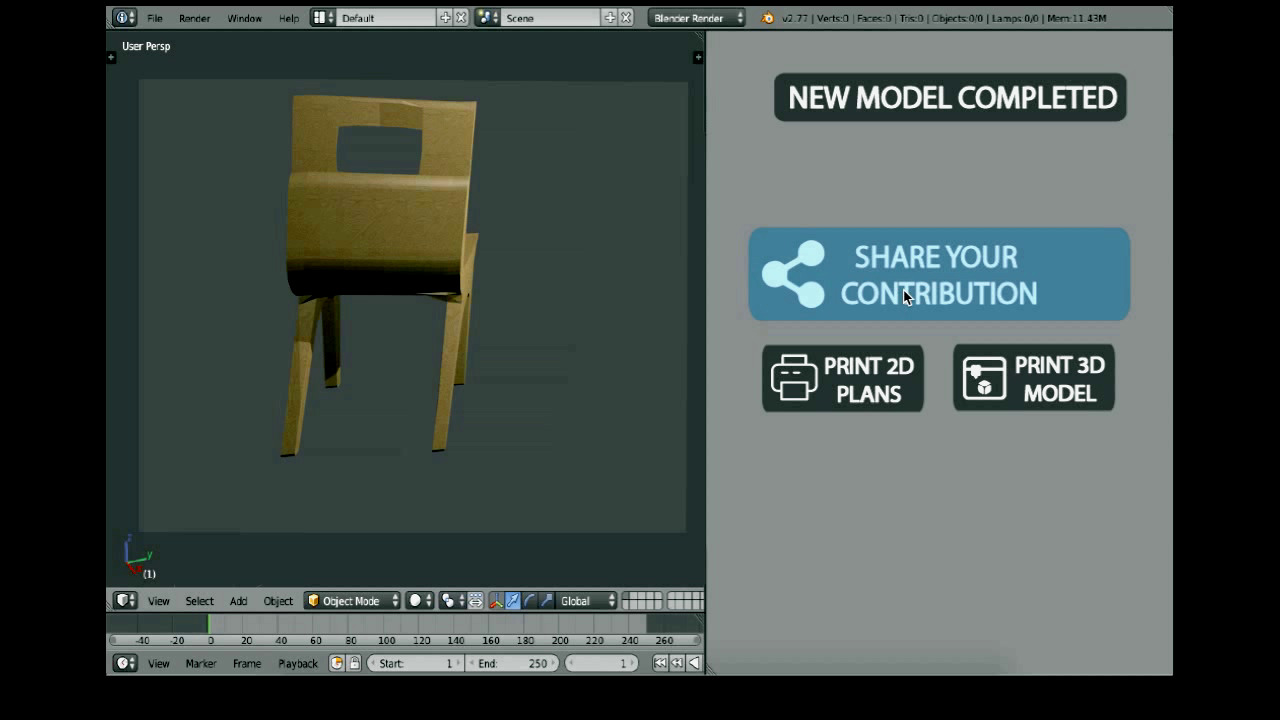 File Render Window Help Default Scene Blender Render v2.77 | Verts:0 | Faces:0 | Tris:0 | Objects:0/0 | Lamps:0/0 | Mem:11.43M
User Persp
NEW MODEL COMPLETED
SHARE YOUR
CONTRIBUTION
PRINT 2D
PLANS
PRINT 3D
MODEL
z
y
x
(1)
View Select Add Object Object Mode Global
-40 -20 0 20 40 60 80 100 120 140 160 180 200 220 240 260
View Marker Frame Playback Start: 1 End: 250 1